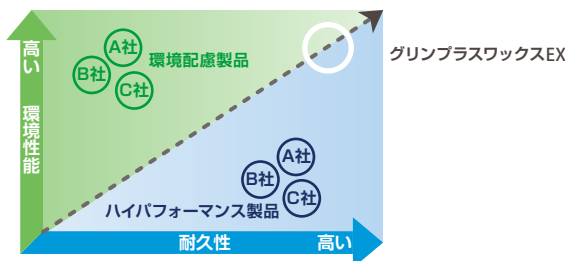 高い
環境性能
A社
B社
C社
環境配慮製品
グリンプラスワックスEX
A社
B社
C社
ハイパフォーマンス製品
耐久性
高い